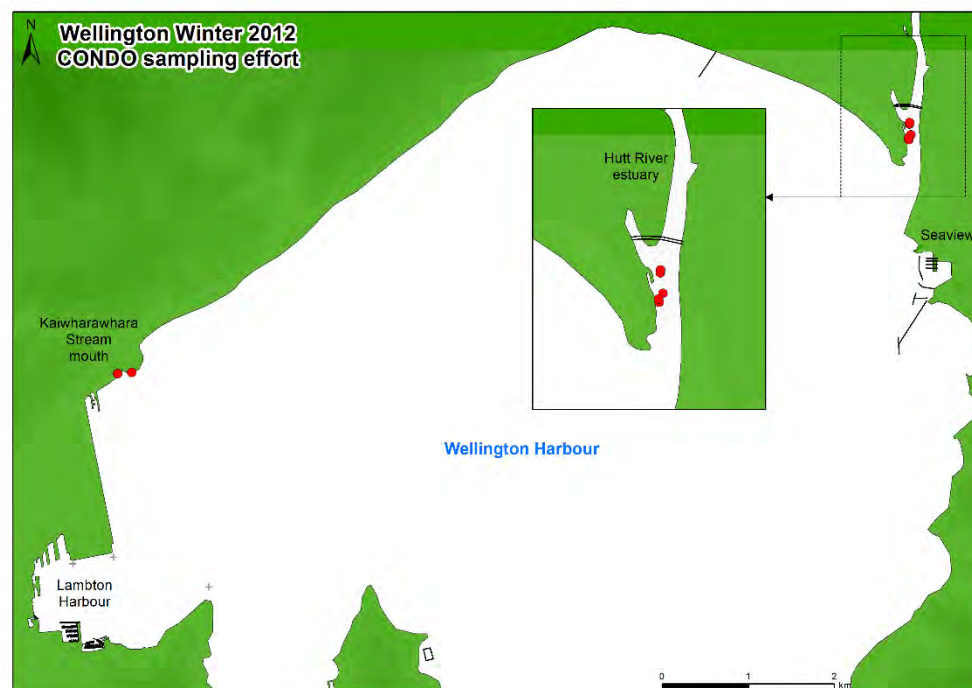 N
Wellington Winter 2012
CONDO sampling effort
Hutt River
estuary
Seaview
Kaiwharawhara
Stream
mouth
Wellington Harbour
Lambton
Harbour
0 1 2
km